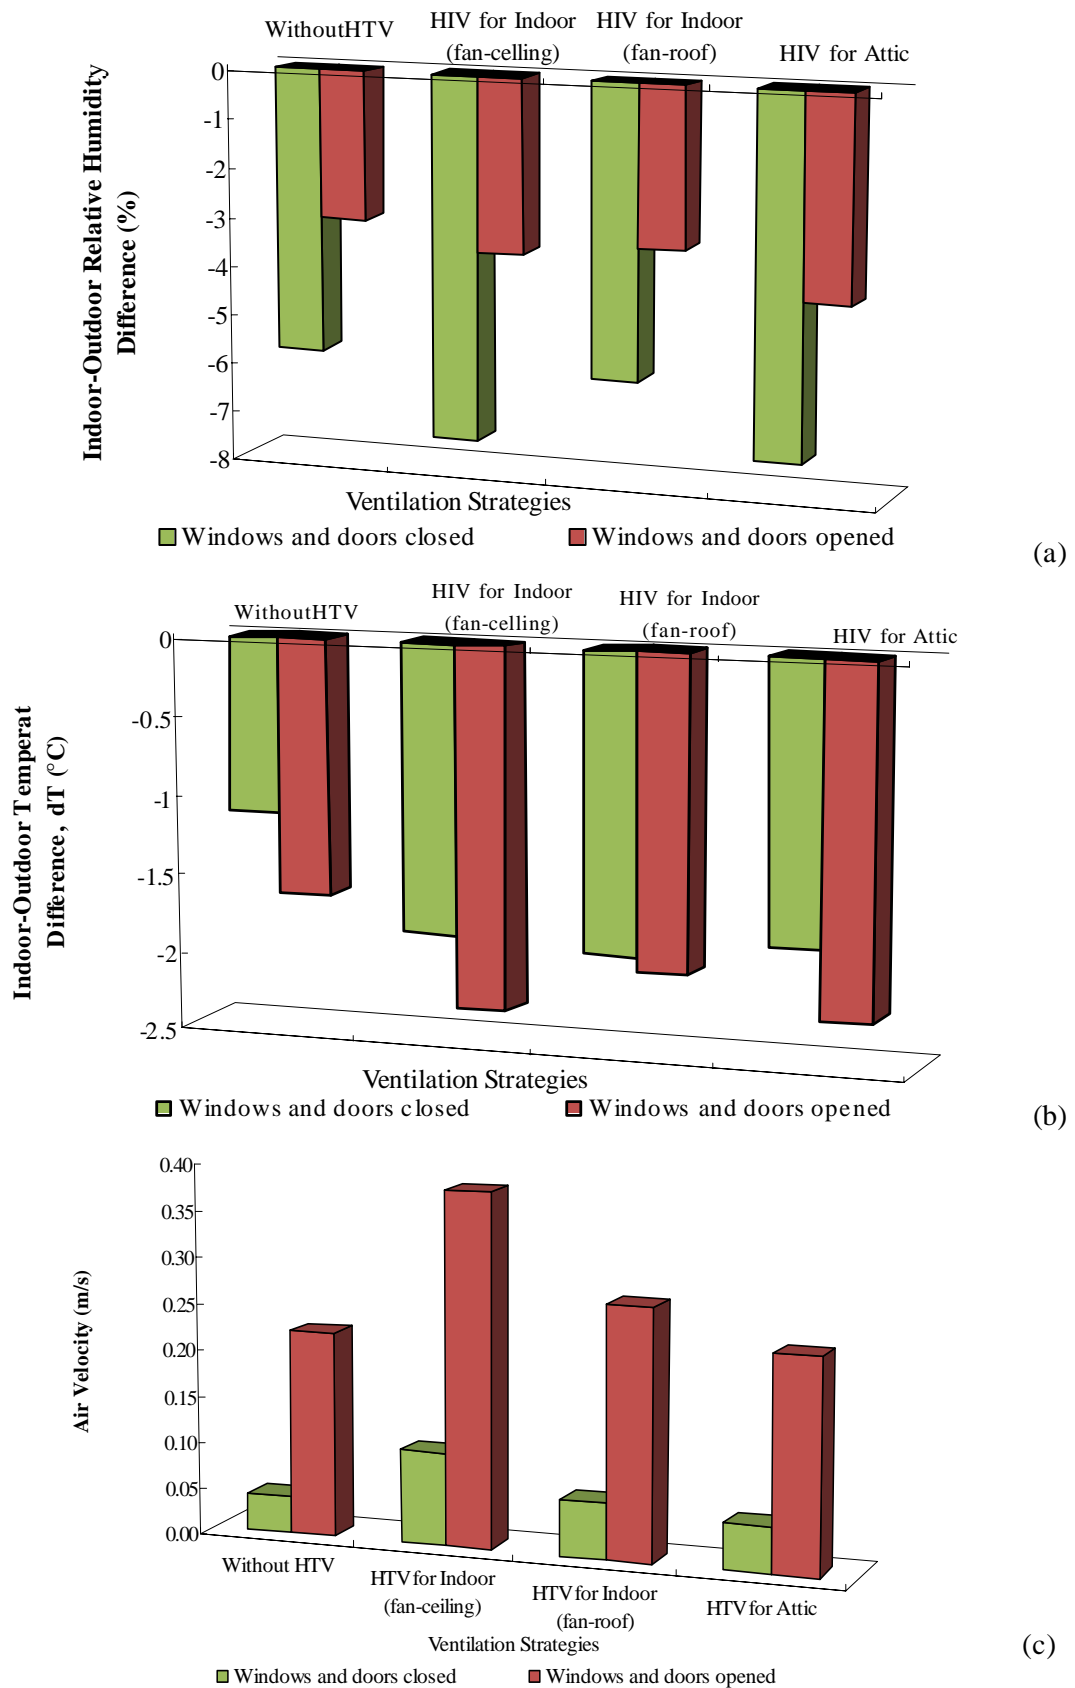 WithoutHTV
HIV for Indoor
(fan-celling)
HIV for Indoor
(fan-roof)
HIV for Attic
Indoor-Outdoor Relative Humidity
Difference (%)
0
-1
-2
-3
-4
-5
-6
-7
-8
Ventilation Strategies
Windows and doors closed
Windows and doors opened
(a)
WithoutHTV
HIV for Indoor
(fan-celling)
HIV for Indoor
(fan-roof)
HIV for Attic
Indoor-Outdoor Temperat
Difference, dT (°C)
0
-0.5
-1
-1.5
-2
-2.5
Ventilation Strategies
Windows and doors closed
Windows and doors opened
(b)
Air Velocity (m/s)
0.40
0.35
0.30
0.25
0.20
0.15
0.10
0.05
0.00
Without HTV
HTV for Indoor
(fan-ceiling)
HTV for Indoor
(fan-roof)
HTV for Attic
Ventilation Strategies
(c)
Windows and doors closed
Windows and doors opened